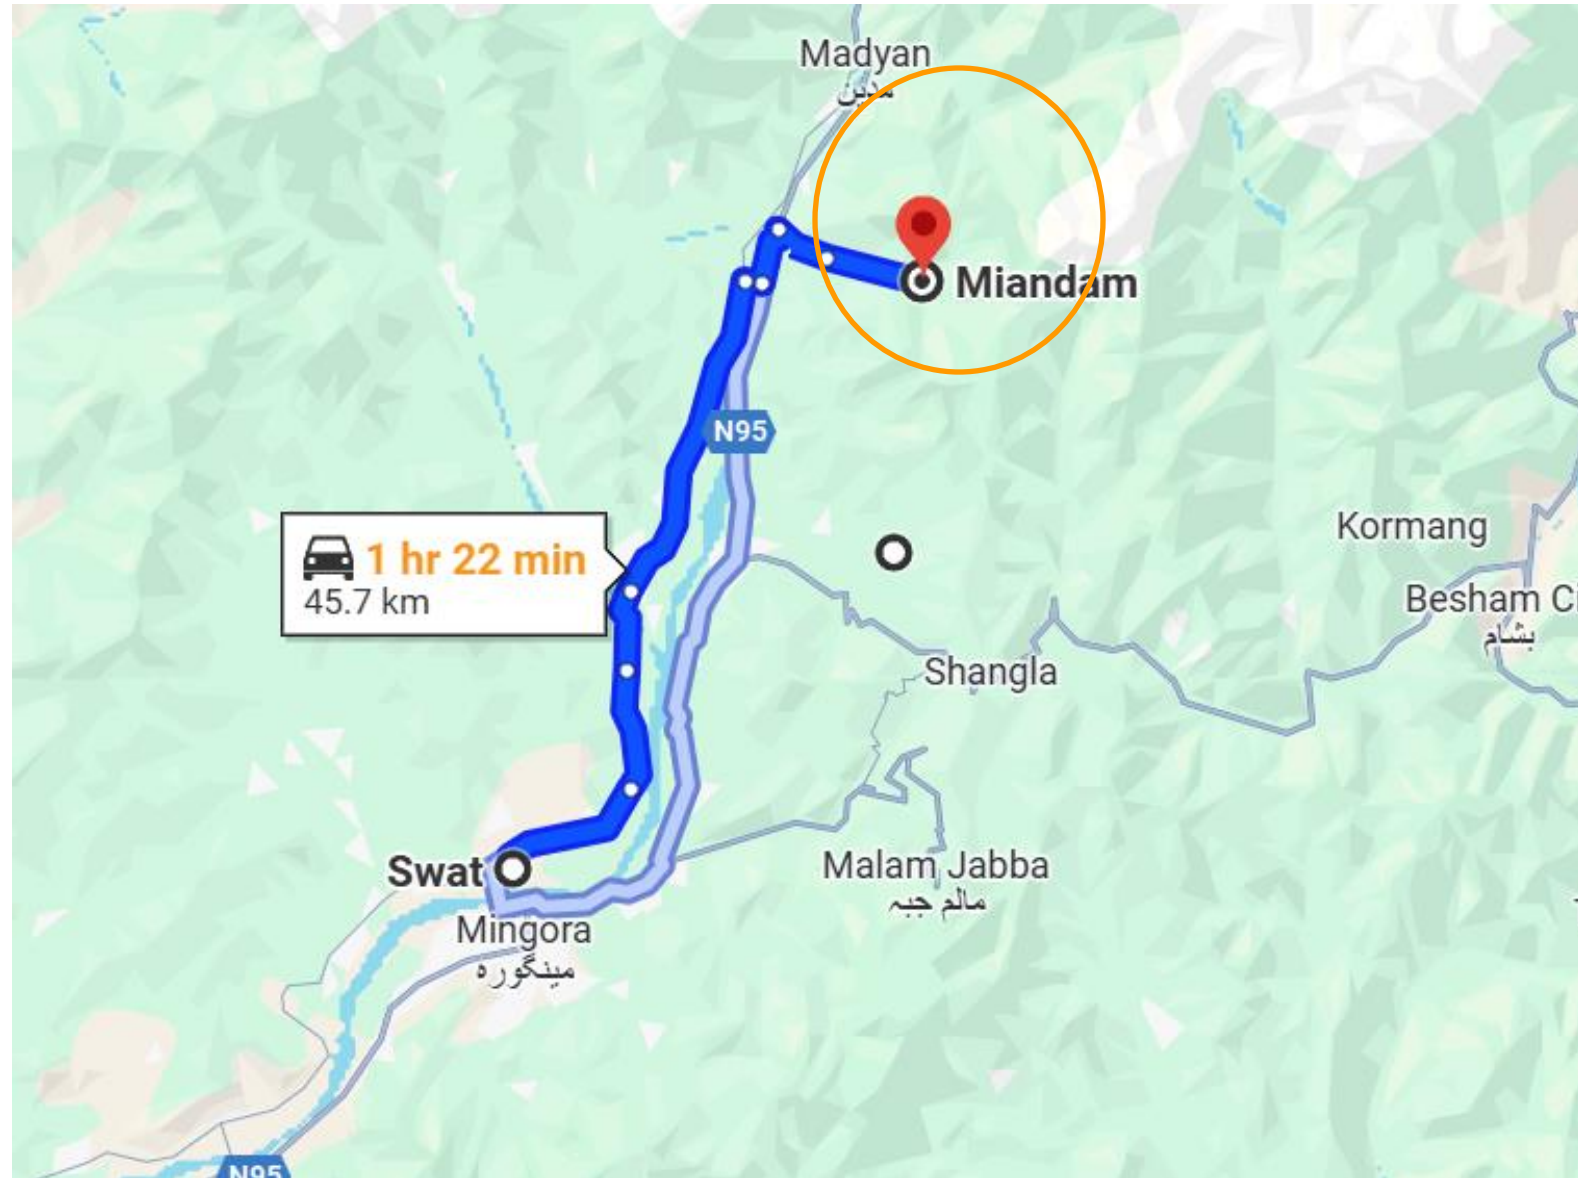 Madyan
مدين
Miandam
N95
1 hr 22 min
45.7 km
Kormang
Besham Ci
بشام
Shangla
Malam Jabba
مالم جبہ
Swat
Mingora
مینگورہ
N95